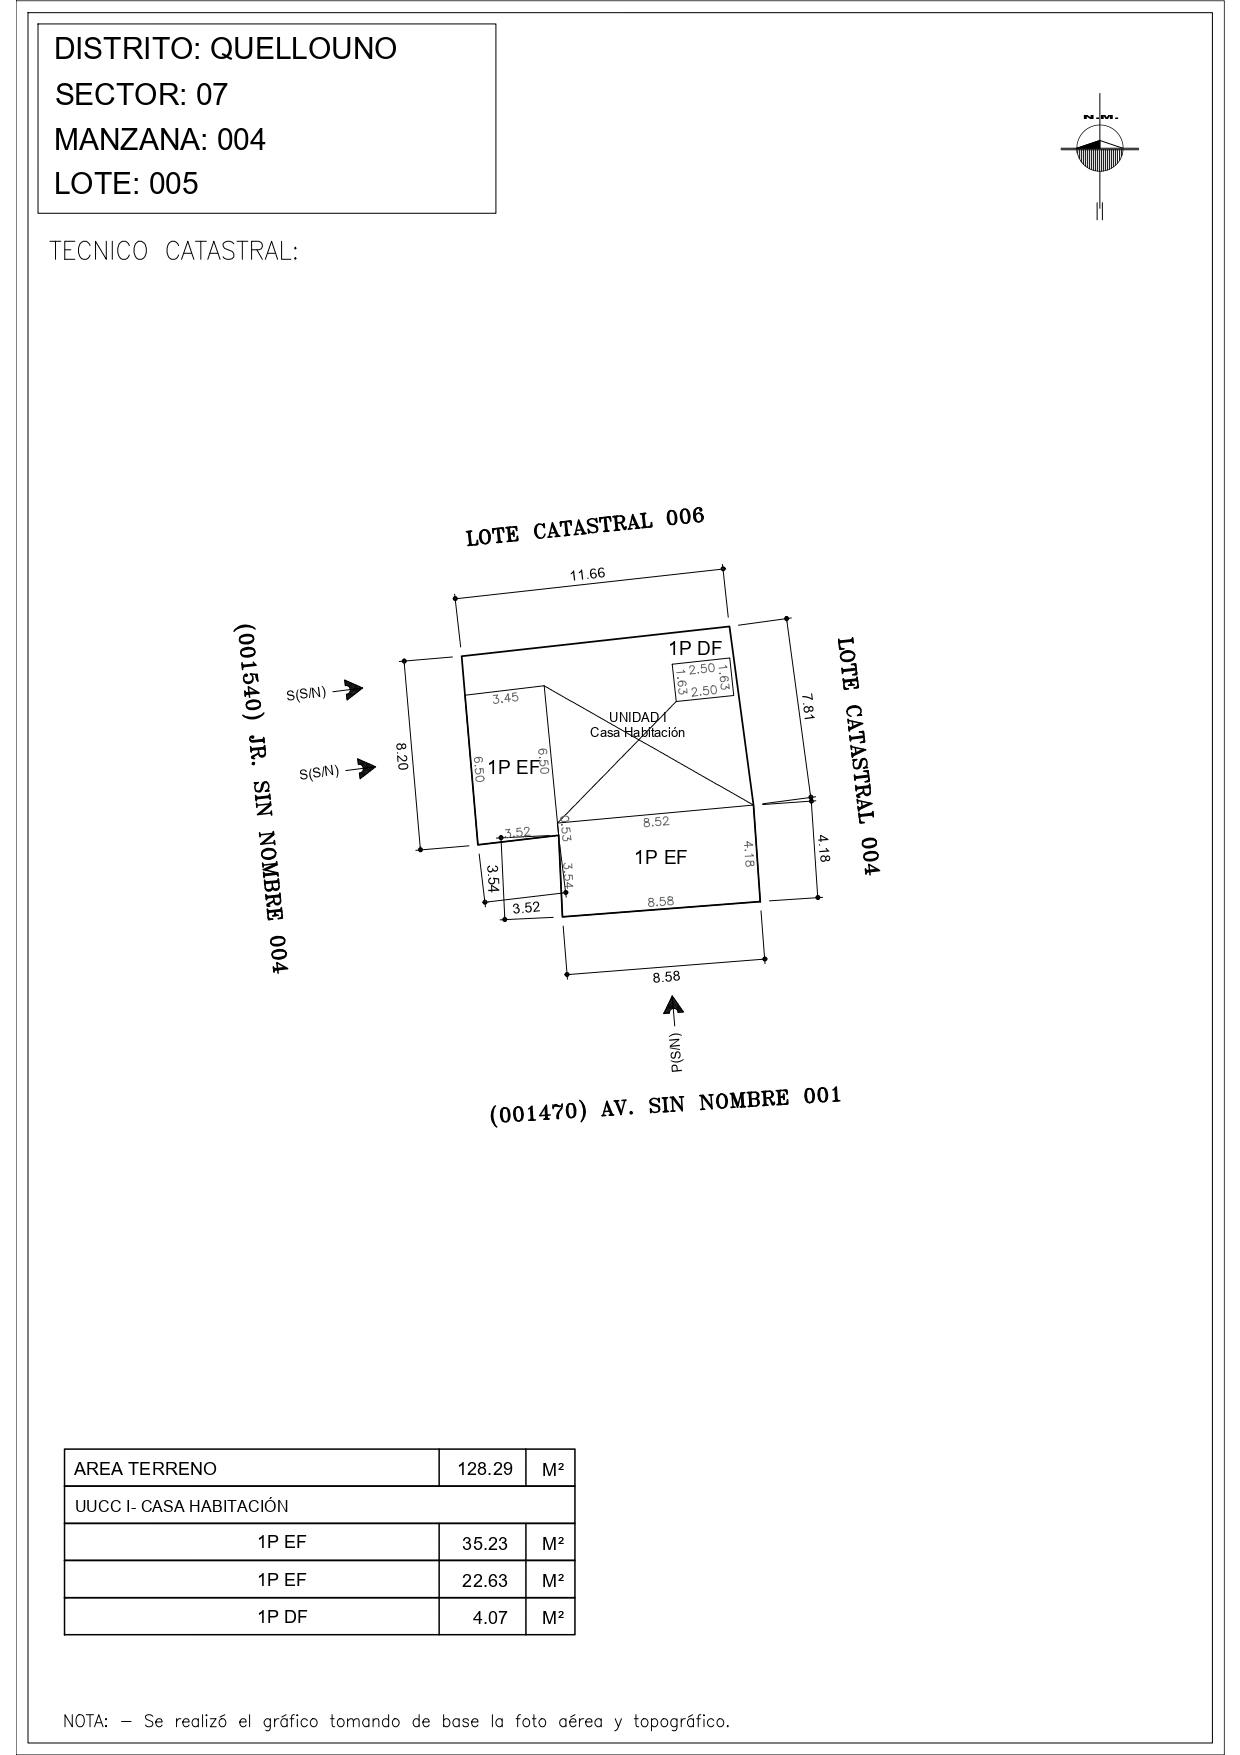 DISTRITO: QUELLOUNO
SECTOR: 07
MANZANA: 004
LOTE: 005
N.M.
TECNICO CATASTRAL:
LOTE CATASTRAL 006
11.66
(001540) JR. SIN NOMBRE 004
LOTE CATASTRAL 004
S(S/N)
S(S/N)
8.20
7.81
4.18
1P DF
2.50
1.63
1.63
2.50
3.45
UNIDAD I
Casa Habitación
6.50
1P EF
6.50
3.52
0.53
8.52
1P EF
4.18
3.54
3.54
3.52
8.58
8.58
P(S/N)
(001470) AV. SIN NOMBRE 001
AREA TERRENO 128.29 M²
UUCC I- CASA HABITACIÓN
1P EF 35.23 M²
1P EF 22.63 M²
1P DF 4.07 M²
NOTA: – Se realizó el gráfico tomando de base la foto aérea y topográfico.